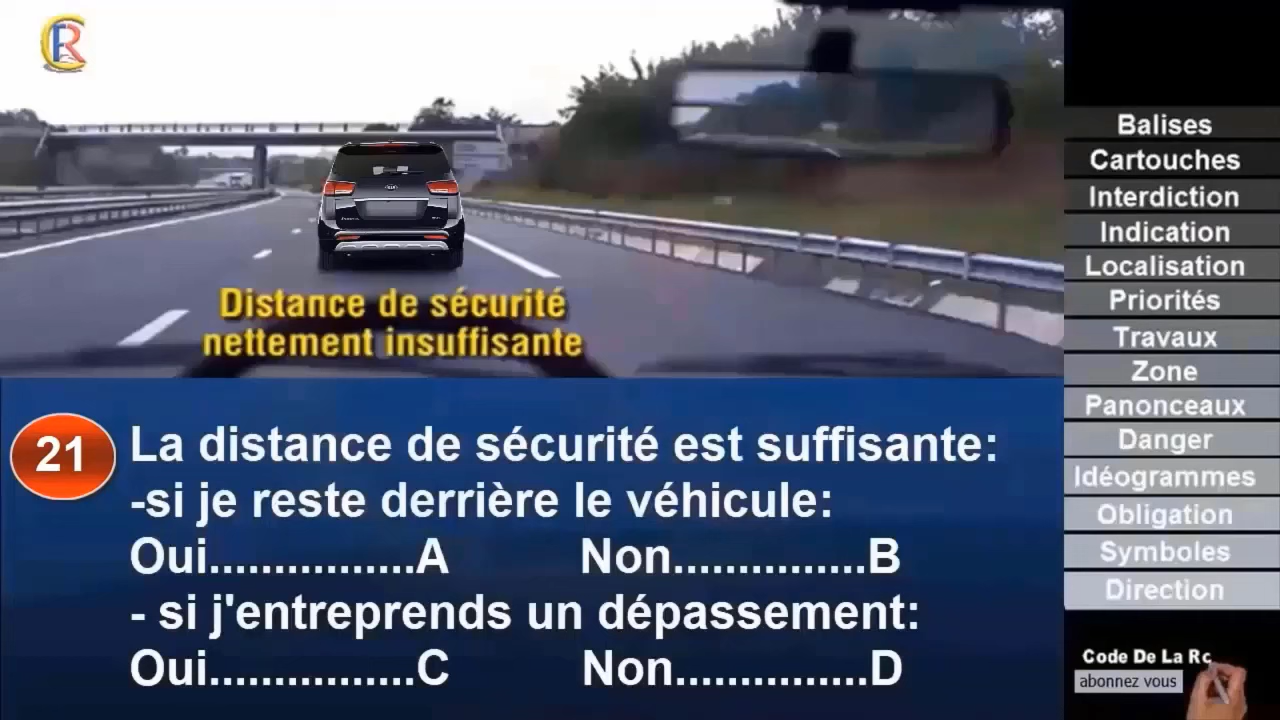 CFR
Distance de sécurité
nettement insuffisante
21
La distance de sécurité est suffisante:
-si je reste derrière le véhicule:
Oui................A Non...............B
- si j'entreprends un dépassement:
Oui................C Non...............D
Balises
Cartouches
Interdiction
Indication
Localisation
Priorités
Travaux
Zone
Panonceaux
Danger
Idéogrammes
Obligation
Symboles
Direction
Code De La Rc
abonnez vous